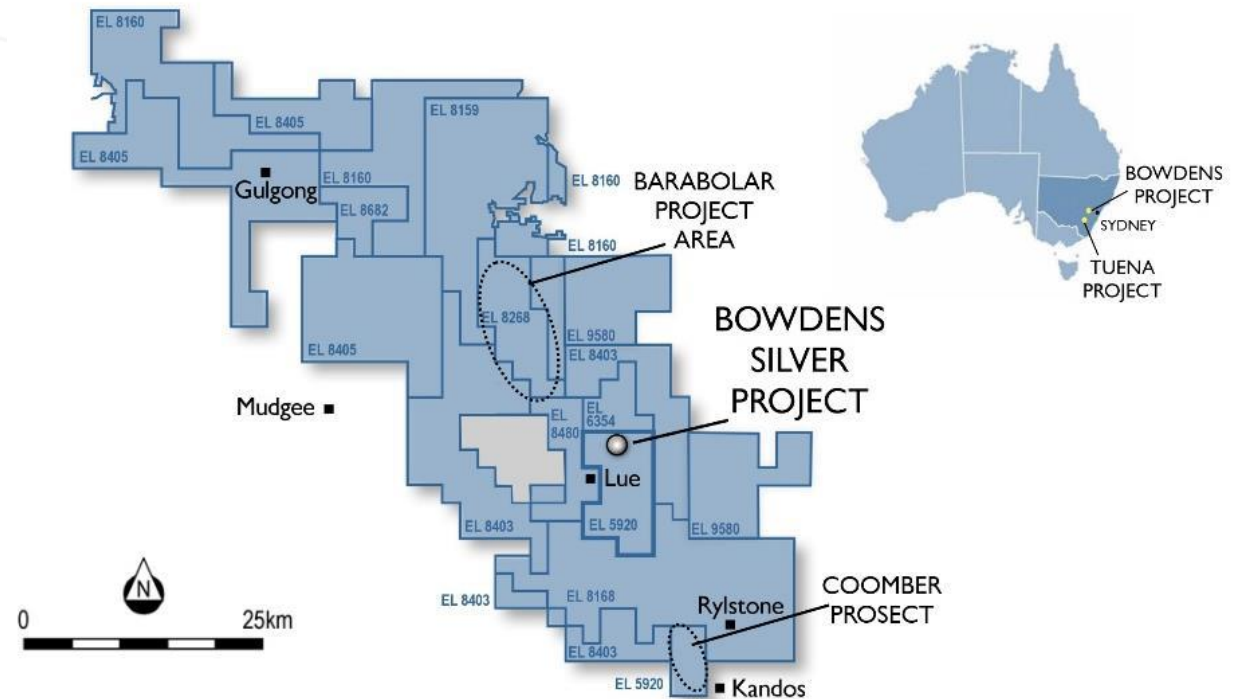 EL 8160
EL 8405
EL 8159
EL 8405
Gulgong
EL 8160
EL 8682
EL 8160
BARABOLAR
PROJECT
AREA
EL 8160
EL 8268
EL 9580
EL 8405
EL 8403
Mudgee
BOWDENS
SILVER
PROJECT
EL
6354
EL
8480
Lue
EL 8403
EL 5920
EL 9580
EL 8403
EL 8168
Rylstone
COOMBER
PROSECT
EL 8403
EL 5920
Kandos
N
0 25km
BOWDENS
PROJECT
SYDNEY
TUENA
PROJECT